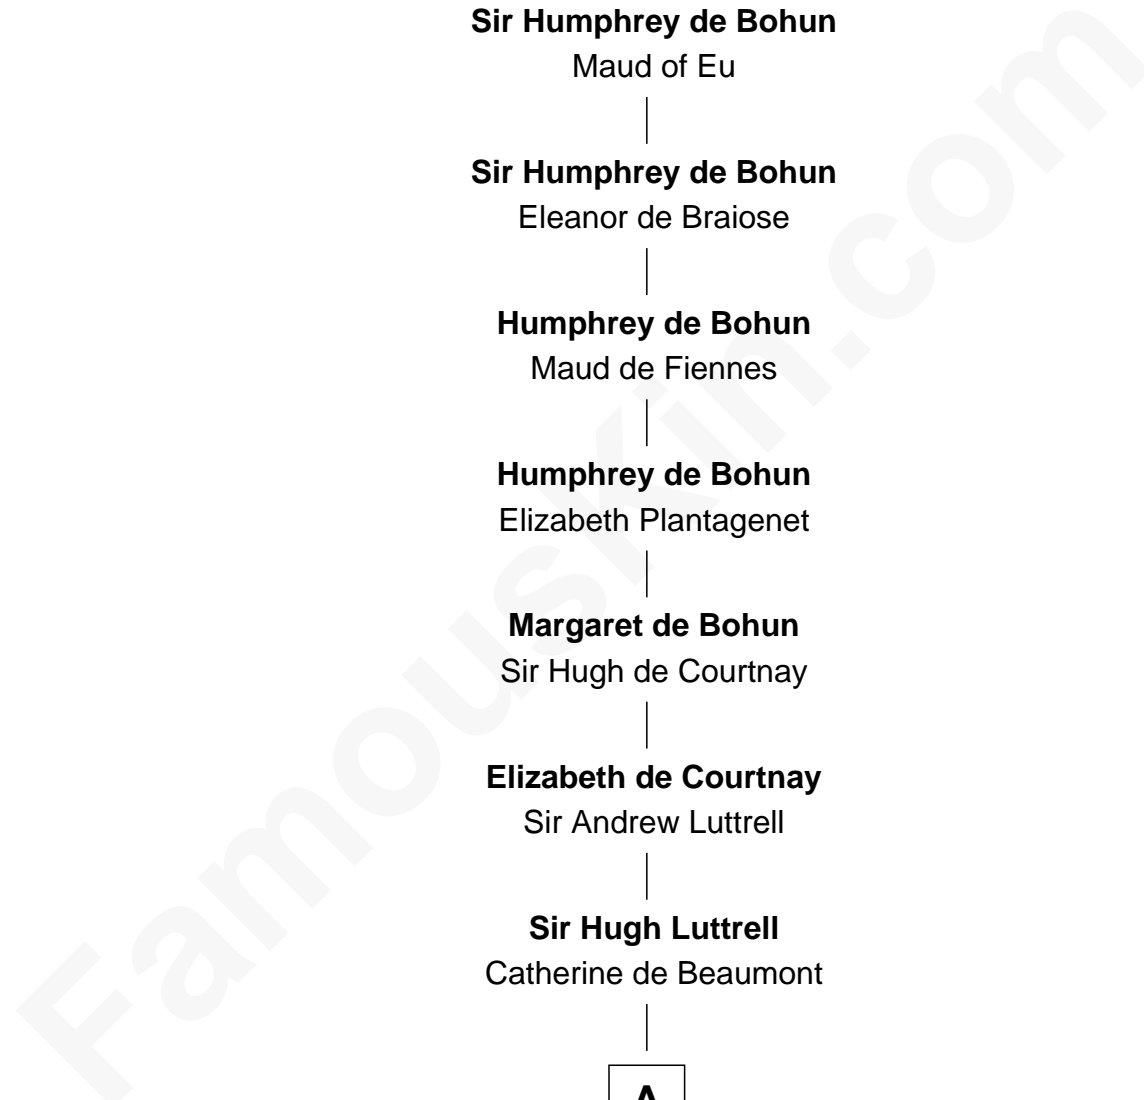 Sir Humphrey de Bohun
Maud of Eu
Sir Humphrey de Bohun
Eleanor de Braiose
Humphrey de Bohun
Maud de Fiennes
Humphrey de Bohun
Elizabeth Plantagenet
Margaret de Bohun
Sir Hugh de Courtnay
Elizabeth de Courtnay
Sir Andrew Luttrell
Sir Hugh Luttrell
Catherine de Beaumont
A
FamousKin.com